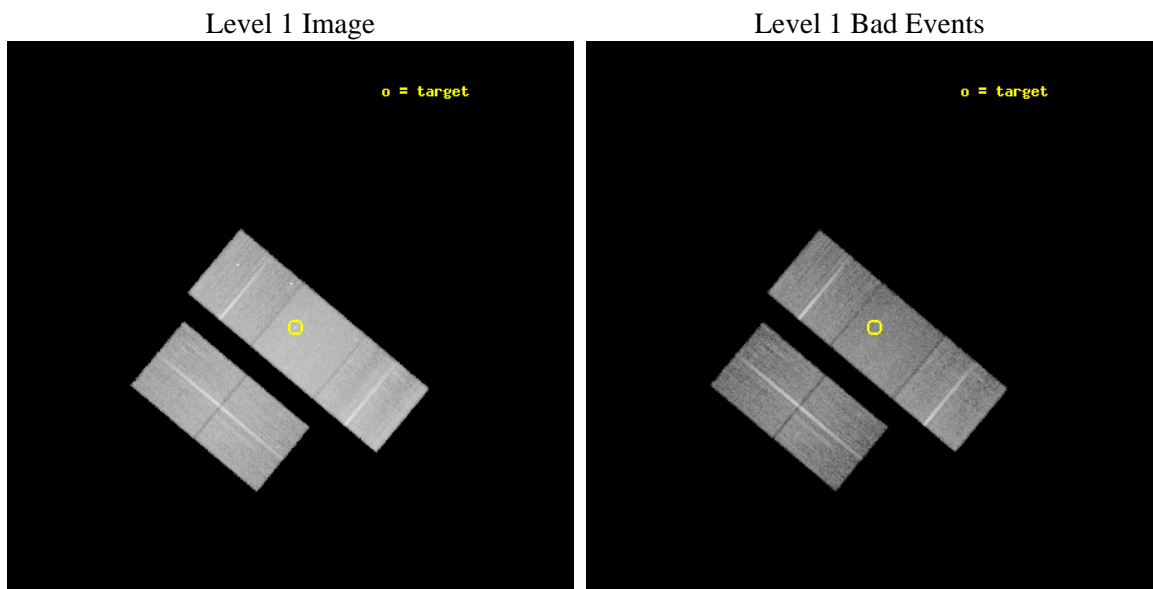 Level 1 Image
Level 1 Bad Events
o = target
o = target